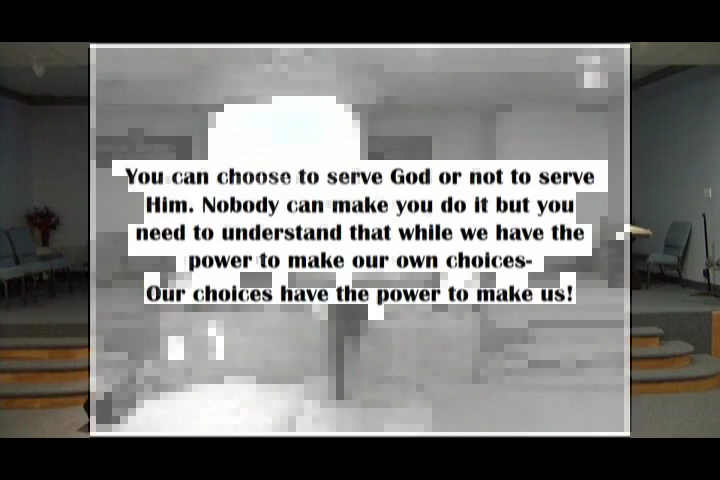 You can choose to serve God or not to serve
Him. Nobody can make you do it but you
need to understand that while we have the
power to make our own choices-
Our choices have the power to make us!